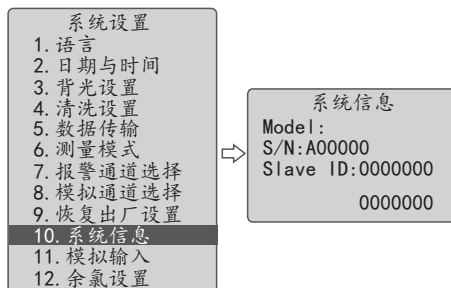 系统设置
1. 语言
2. 日期与时间
3. 背光设置
4. 清洗设置
5. 数据传输
6. 测量模式
7. 报警通道选择
8. 模拟通道选择
9. 恢复出厂设置
10. 系统信息
11. 模拟输入
12. 余氯设置
系统信息
Model:
S/N:A00000
Slave ID:0000000
0000000